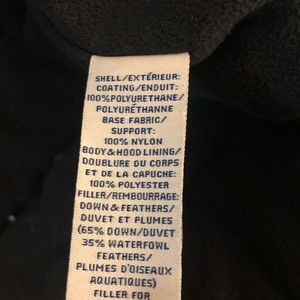 SHELL/EXTÉRIEUR:
COATING/ENDUIT:
100%POLYURETHANE/
POLYURÉTHANNE
BASE FABRIC/
SUPPORT:
100% NYLON
BODY&HOOD LINING/
DOUBLURE DU CORPS
ET DE LA CAPUCHE:
100% POLYESTER
FILLER/REMBOURRAGE:
DOWN & FEATHERS/
DUVET ET PLUMES
(65% DOWN/DUVET
35% WATERFOWL
FEATHERS/
PLUMES D'OISEAUX
AQUATIQUES)
FILLER FOR